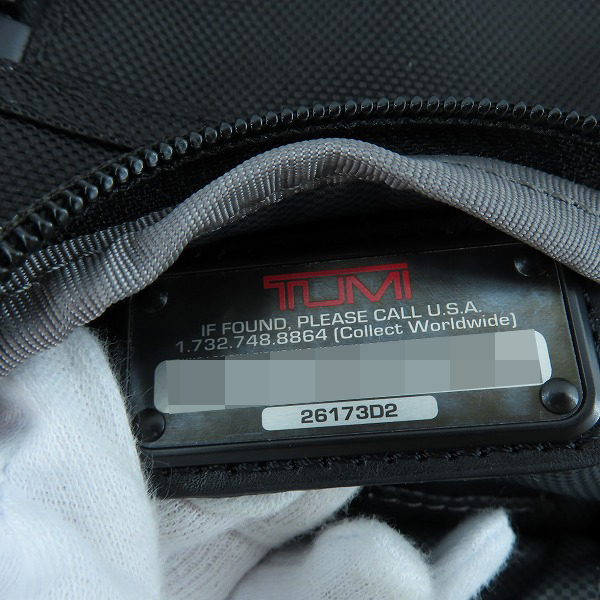 TUMI
IF FOUND, PLEASE CALL U.S.A.
1.732.748.8864 (Collect Worldwide)
26173D2